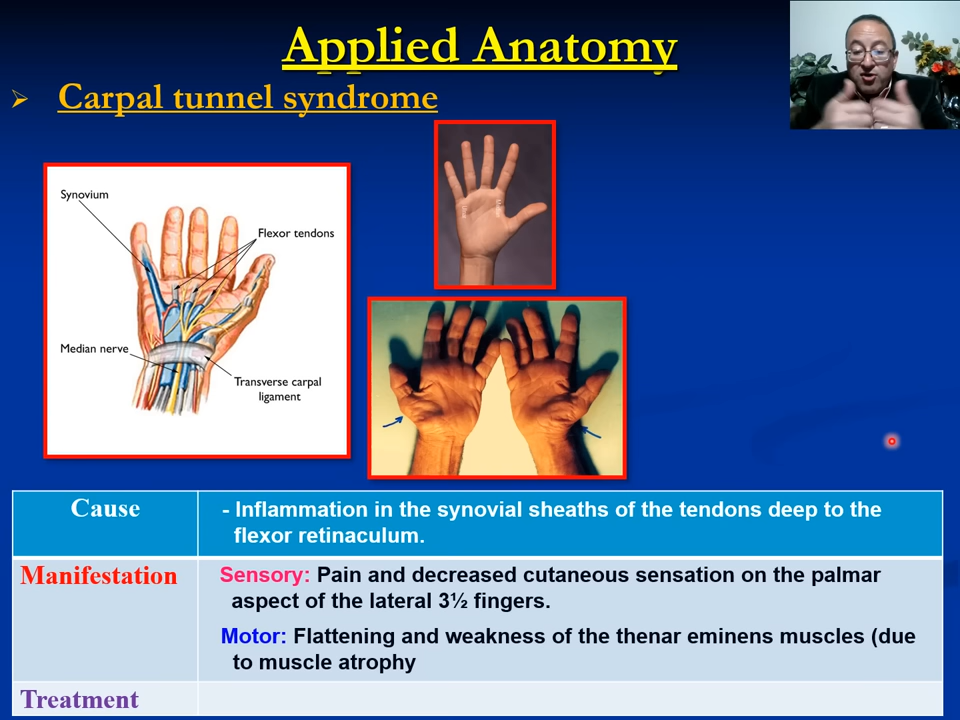 Applied Anatomy
➢ Carpal tunnel syndrome
Synovium
Flexor tendons
Median nerve
Transverse carpal
ligament
Cause
- Inflammation in the synovial sheaths of the tendons deep to the
flexor retinaculum.
Manifestation
Sensory: Pain and decreased cutaneous sensation on the palmar
aspect of the lateral 3½ fingers.
Motor: Flattening and weakness of the thenar eminens muscles (due
to muscle atrophy
Treatment